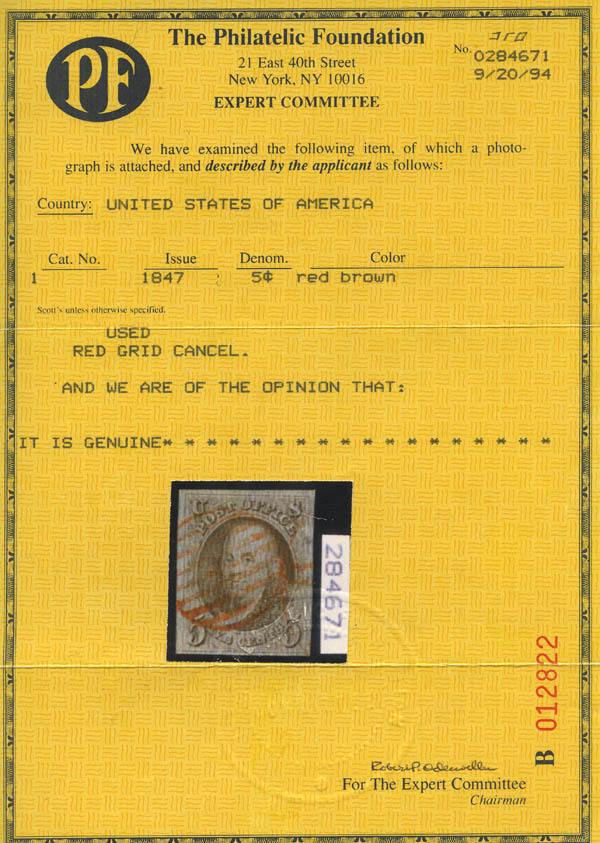 PF
The Philatelic Foundation
21 East 40th Street
New York, NY 10016
EXPERT COMMITTEE
No. 0284671
9/20/94
We have examined the following item, of which a photo-
graph is attached, and described by the applicant as follows:
Country: UNITED STATES OF AMERICA
Cat. No. Issue Denom. Color
1 1847 5¢ red brown
Scott's unless otherwise specified.
USED
RED GRID CANCEL.
AND WE ARE OF THE OPINION THAT:
IT IS GENUINE* * * * * * * * * * * * * * * * * *
U S
POST OFFICE
5 5
284671
B 012822
For The Expert Committee
Chairman